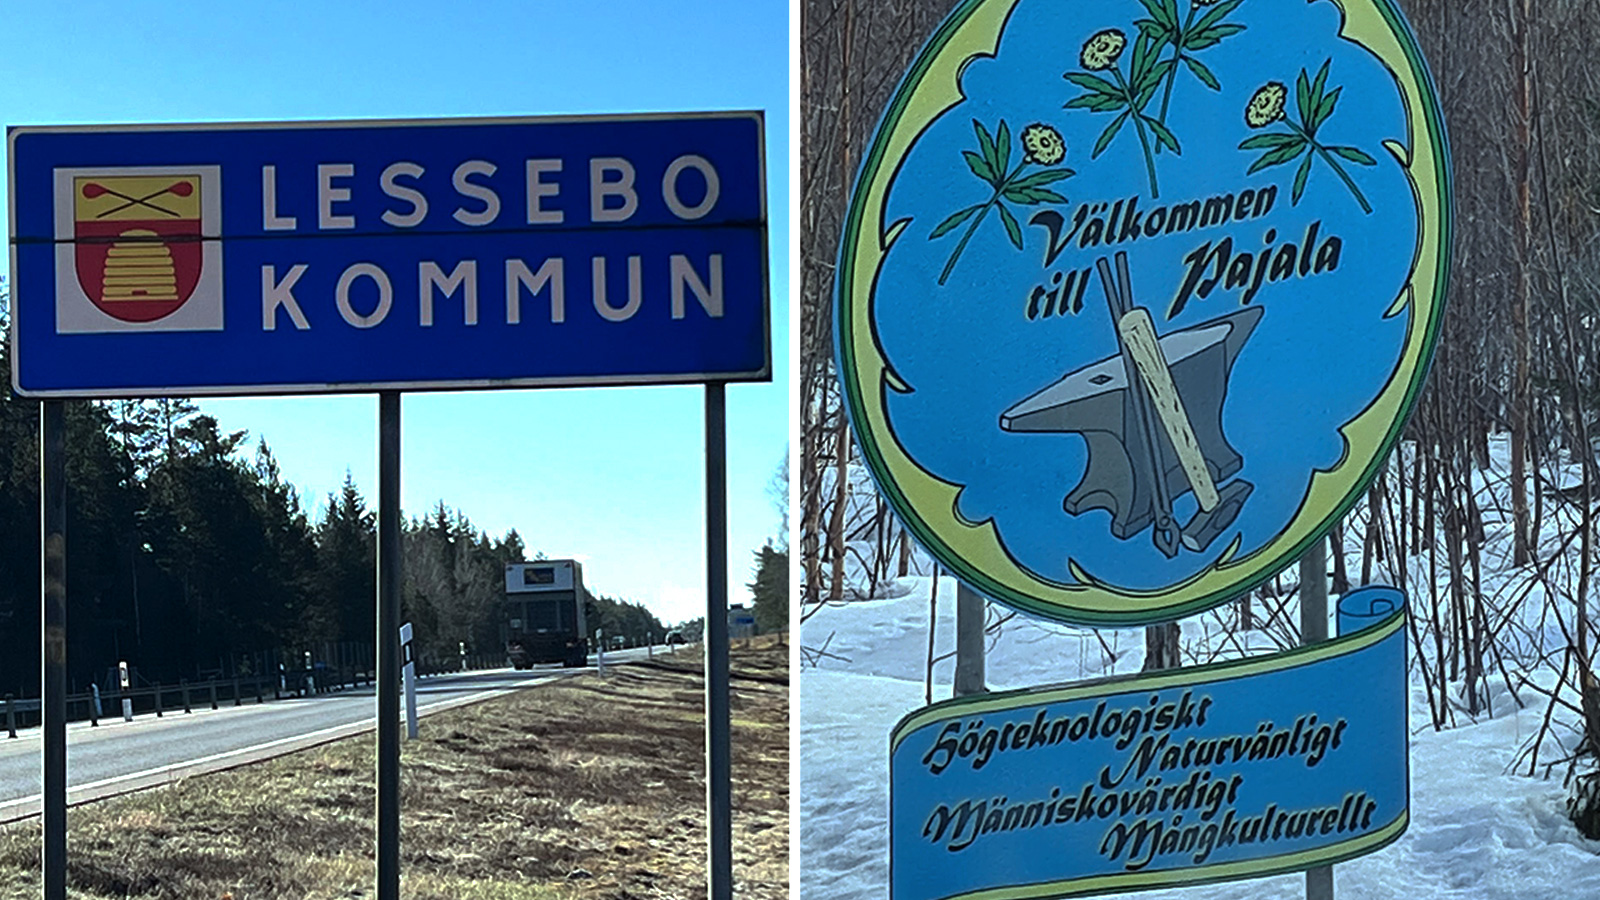 LESSEBO
KOMMUN
Välkommen
till Pajala
Högteknologiskt
Naturvänligt
Människovärdigt
Mångkulturellt